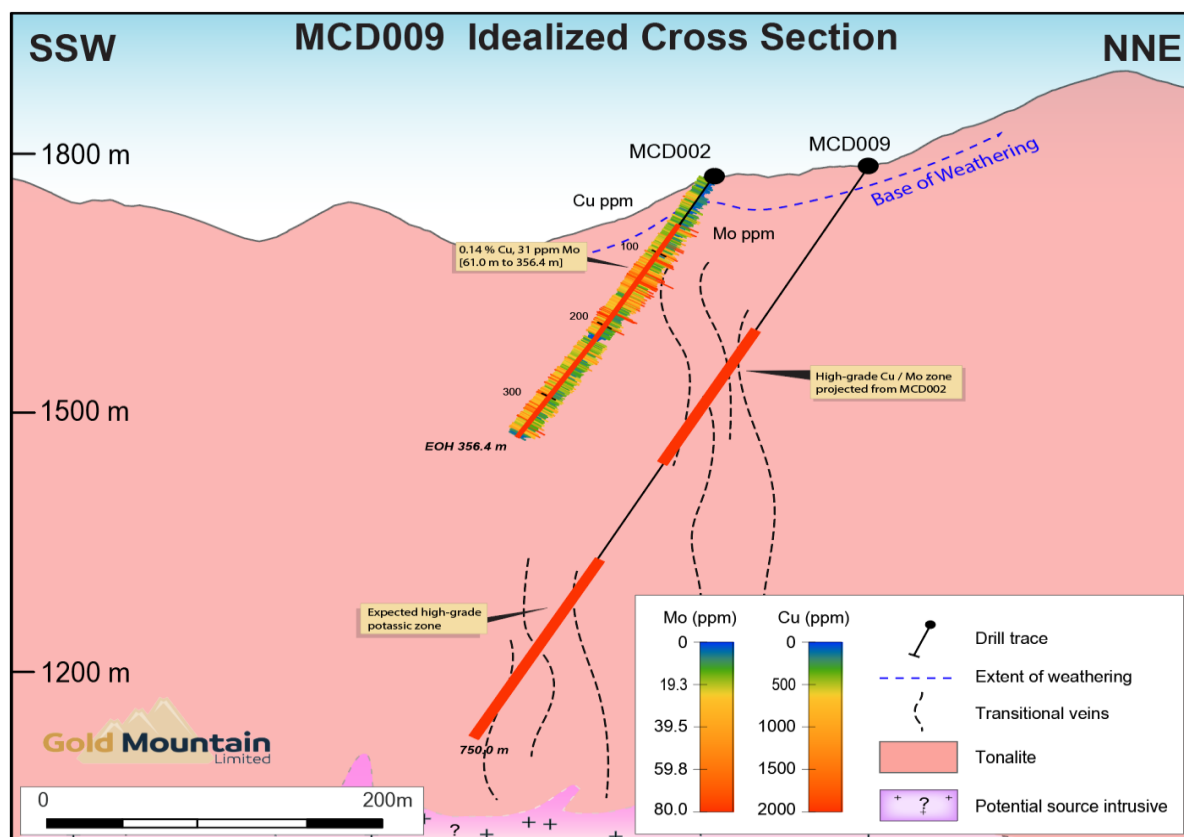 MCD009 Idealized Cross Section
SSW
NNE
1800 m
1500 m
1200 m
MCD002
MCD009
Base of Weathering
Cu ppm
Mo ppm
0.14 % Cu, 31 ppm Mo
[61.0 m to 356.4 m]
100
200
300
EOH 356.4 m
High-grade Cu / Mo zone
projected from MCD002
Expected high-grade
potassic zone
750.0 m
Gold Mountain
Limited
0
200m
?
Mo (ppm)
0
19.3
39.5
59.8
80.0
Cu (ppm)
0
500
1000
1500
2000
Drill trace
Extent of weathering
Transitional veins
Tonalite
?
Potential source intrusive